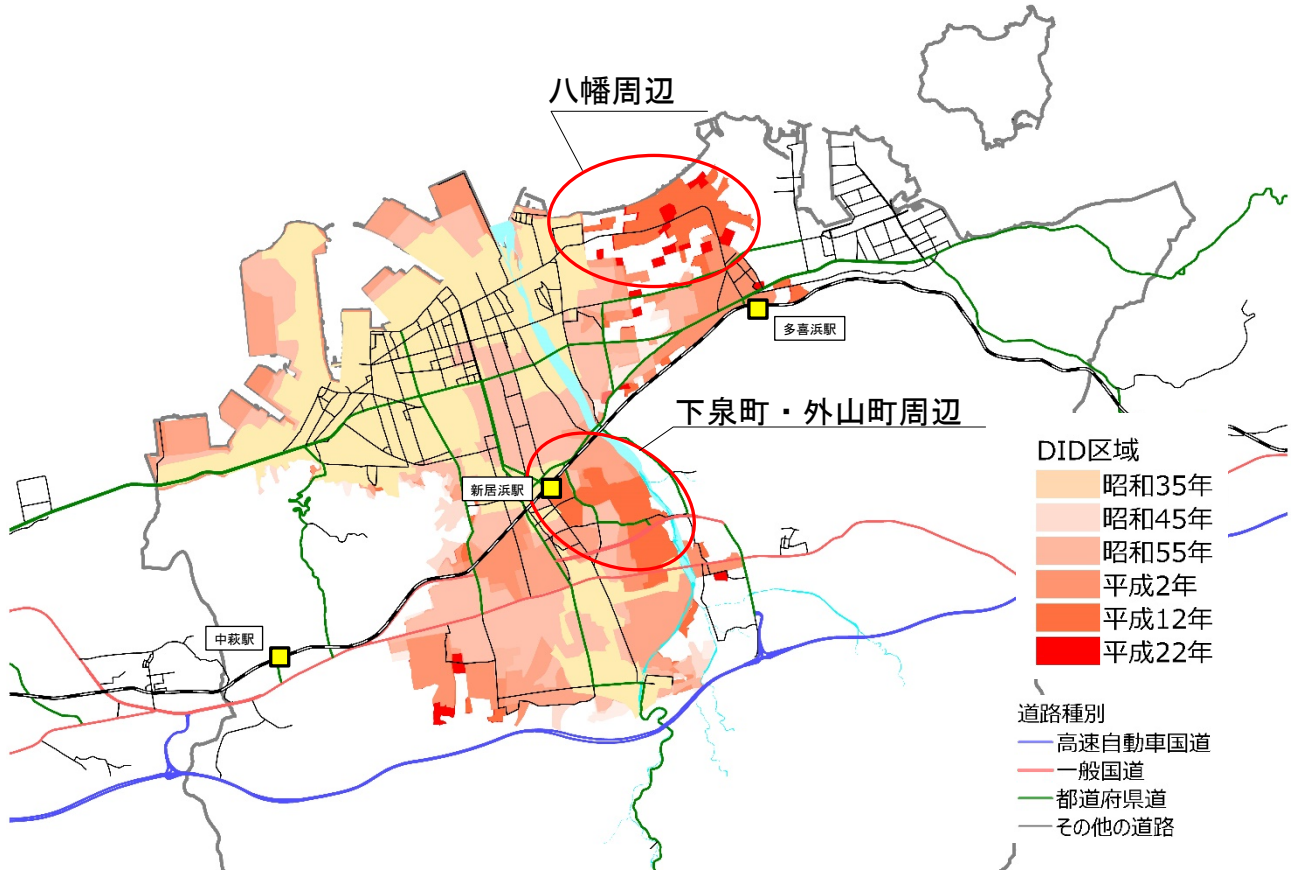 八幡周辺
多喜浜駅
下泉町・外山町周辺
新居浜駅
中萩駅
DID区域
昭和35年
昭和45年
昭和55年
平成2年
平成12年
平成22年
道路種別
高速自動車国道
一般国道
都道府県道
その他の道路